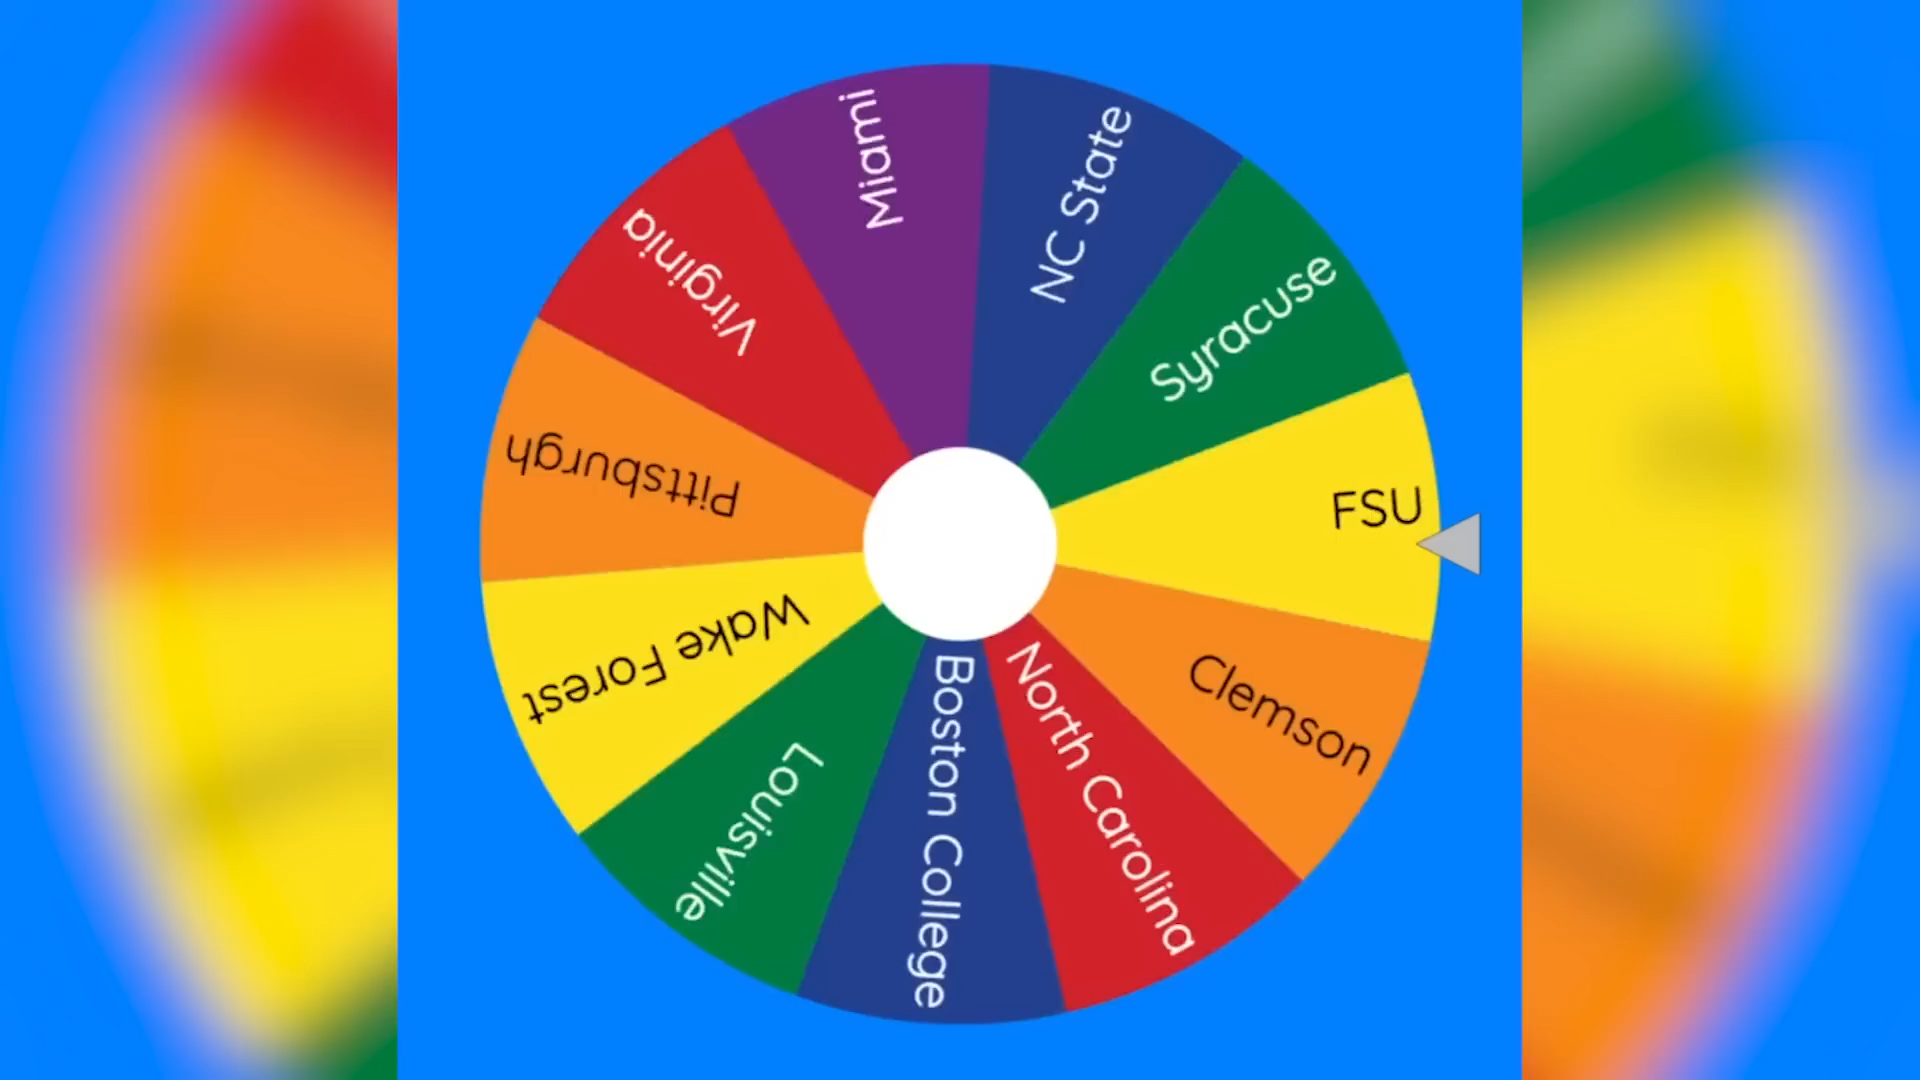 Miami
NC State
Syracuse
FSU
Clemson
North Carolina
Boston College
Louisville
Wake Forest
Pittsburgh
Virginia